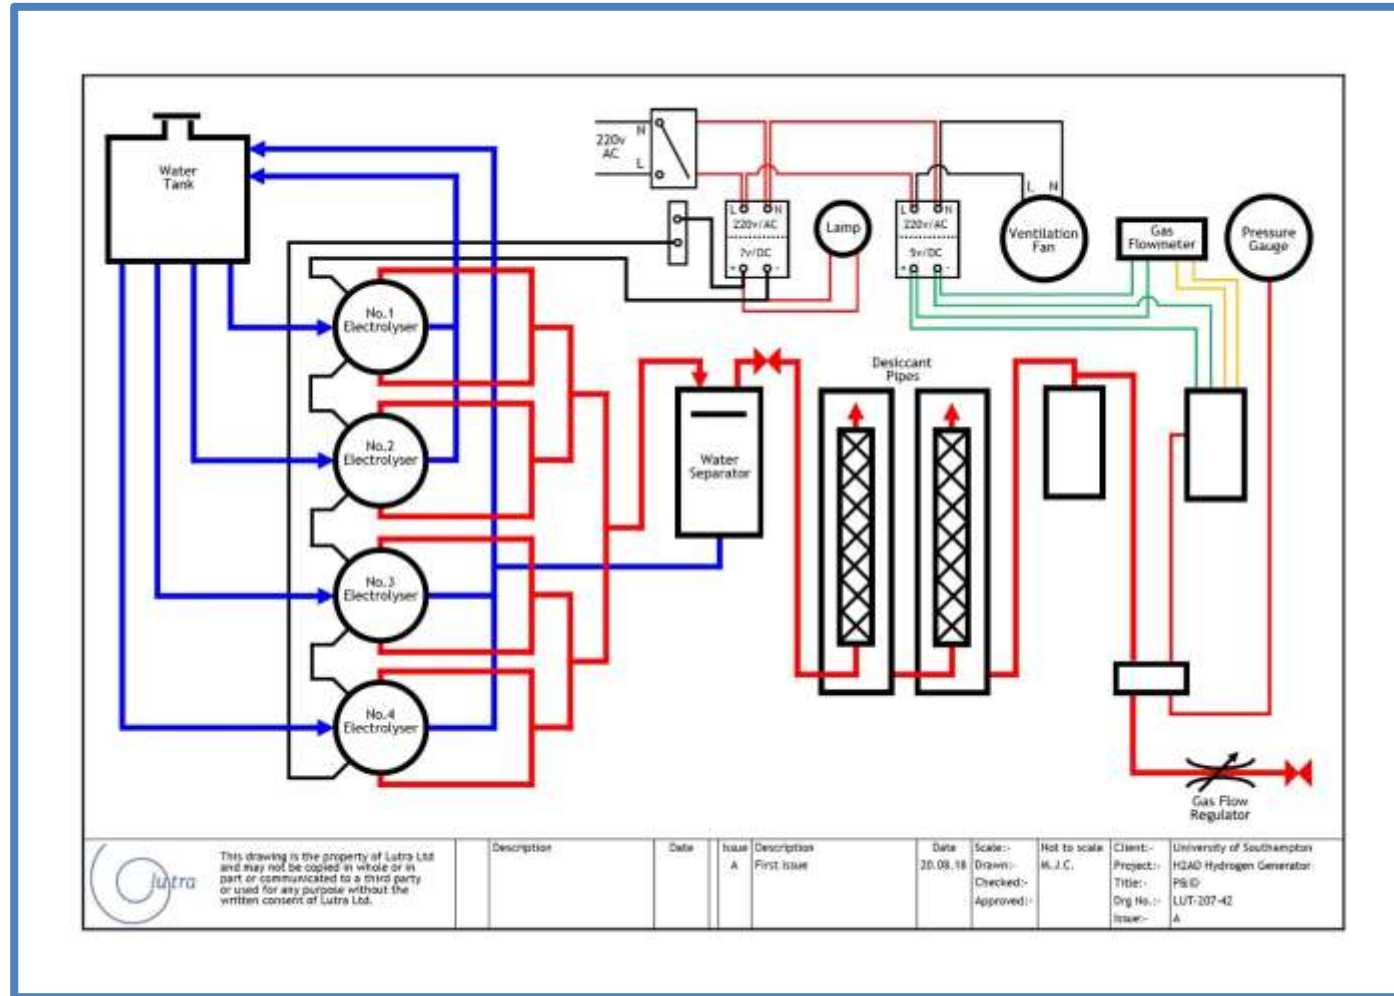 Water
Tank
220v
AC
N
L
L
N
220v/AC
7v/DC
+
-
Lamp
L
N
220v/AC
9v/DC
+
-
L
N
Ventilation
Fan
Gas
Flowmeter
Pressure
Gauge
No.1
Electrolyser
No.2
Electrolyser
No.3
Electrolyser
No.4
Electrolyser
Water
Separator
Desiccant
Pipes
Gas Flow
Regulator
lutra
This drawing is the property of Lutra Ltd
and may not be copied in whole or in
part or communicated to a third party
or used for any purpose without the
written consent of Lutra Ltd.
Description
Date
Issue
A
Description
First Issue
Date
20.08.18
Scale:- Not to scale
Drawn:- M.J.C.
Checked:-
Approved:-
Client:- University of Southampton
Project:- H2AD Hydrogen Generator
Title:- P&ID
Drg No.:- LUT-207-42
Issue:- A